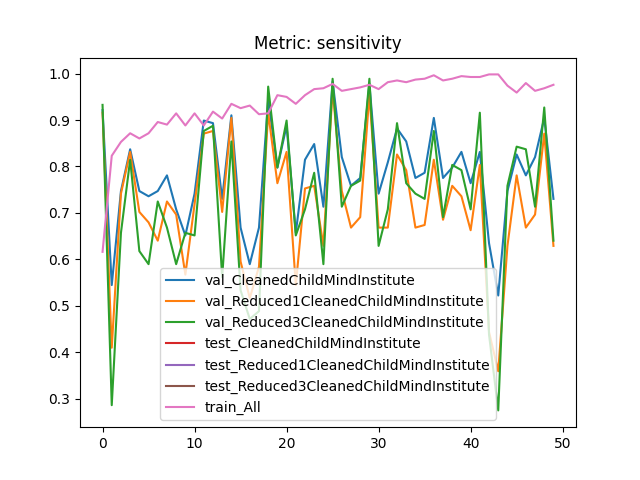 Metric: sensitivity
1.0
0.9
0.8
0.7
0.6
0.5
0.4
0.3
val_CleanedChildMindInstitute
val_Reduced1CleanedChildMindInstitute
val_Reduced3CleanedChildMindInstitute
test_CleanedChildMindInstitute
test_Reduced1CleanedChildMindInstitute
test_Reduced3CleanedChildMindInstitute
train_All
0 10 20 30 40 50